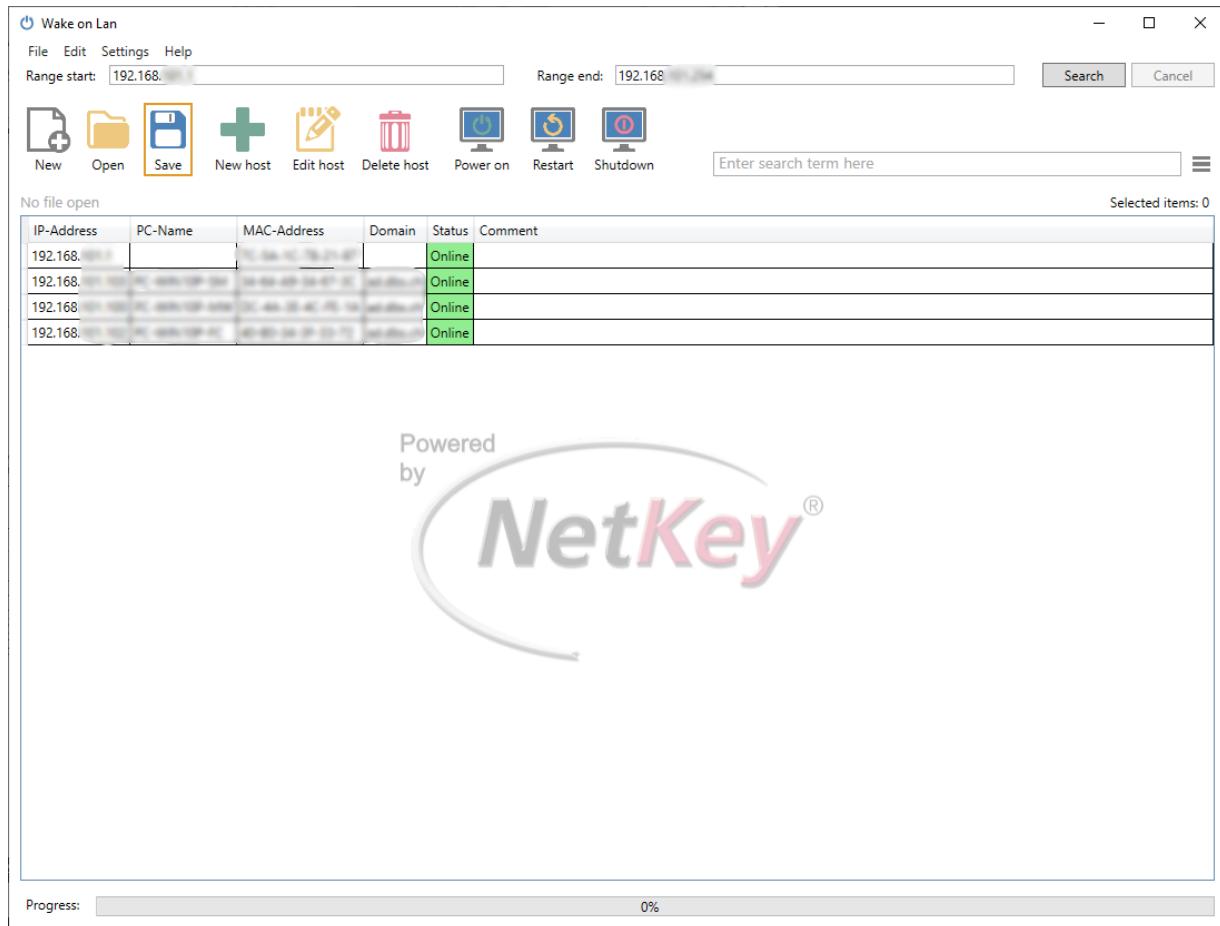 Wake on Lan
File Edit Settings Help
Range start: 192.168. Range end: 192.168 Search Cancel
New Open Save New host Edit host Delete host Power on Restart Shutdown Enter search term here
No file open Selected items: 0
IP-Address PC-Name MAC-Address Domain Status Comment
192.168. Online
192.168. Online
192.168. Online
192.168. Online
Powered
by
NetKey®
Progress: 0%